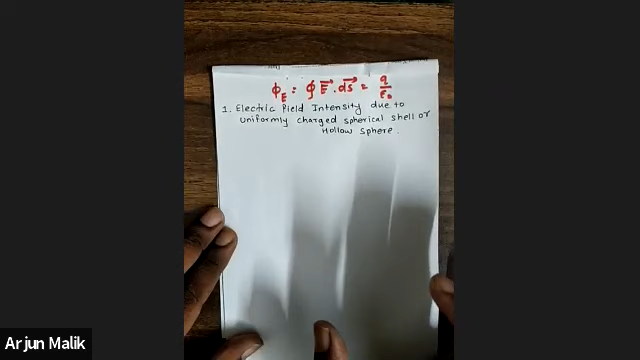 ϕE = ∮ E⃗ . ds⃗ = q/ε₀
1. Electric Field Intensity due to
uniformly charged spherical shell or
Hollow sphere.
Arjun Malik